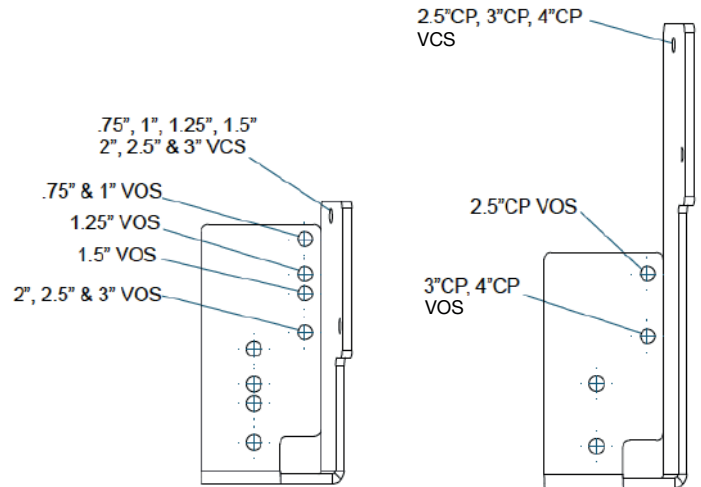 2.5”CP, 3”CP, 4”CP
VCS
.75”, 1”, 1.25”, 1.5”
2”, 2.5” & 3” VCS
.75” & 1” VOS
1.25” VOS
1.5” VOS
2”, 2.5” & 3” VOS
2.5”CP VOS
3”CP, 4”CP
VOS